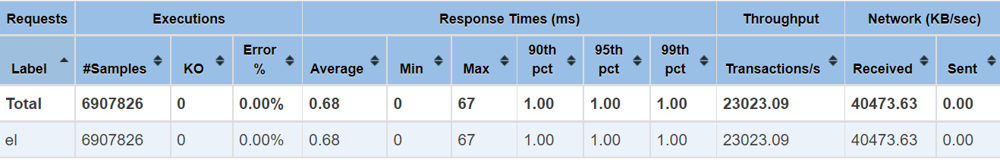 Requests Executions Response Times (ms) Throughput Network (KB/sec)
Label #Samples KO Error % Average Min Max 90th pct 95th pct 99th pct Transactions/s Received Sent
Total 6907826 0 0.00% 0.68 0 67 1.00 1.00 1.00 23023.09 40473.63 0.00
el 6907826 0 0.00% 0.68 0 67 1.00 1.00 1.00 23023.09 40473.63 0.00